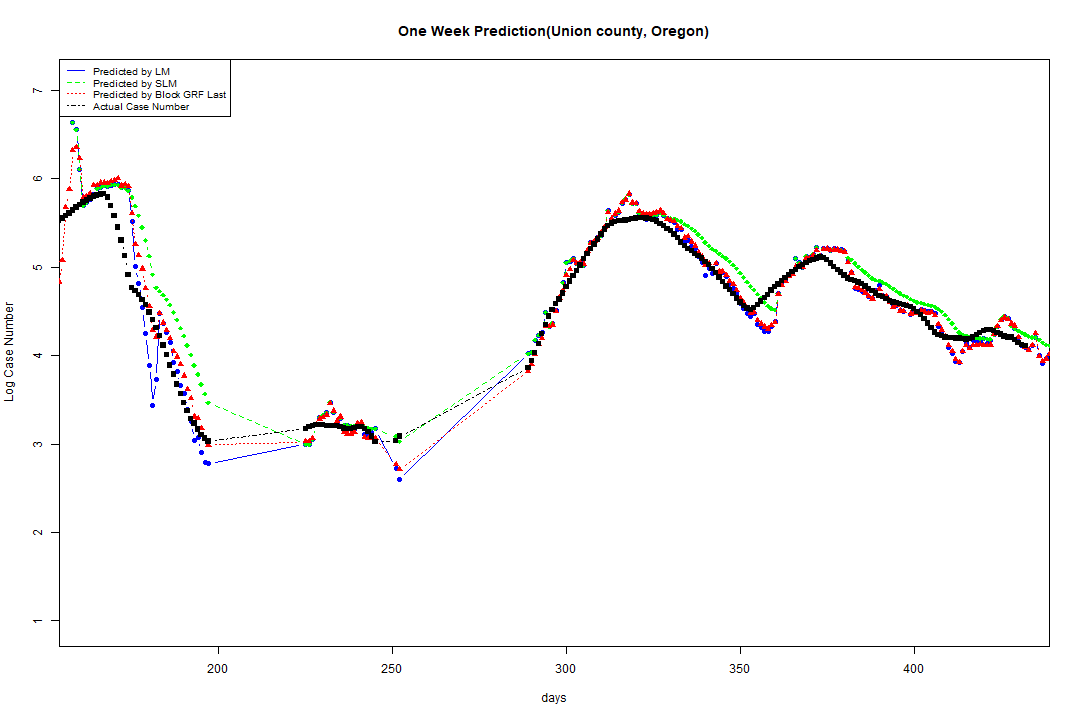 One Week Prediction(Union county, Oregon)
Predicted by LM
Predicted by SLM
Predicted by Block GRF Last
Actual Case Number
7
6
5
4
3
2
1
Log Case Number
200
250
300
350
400
days